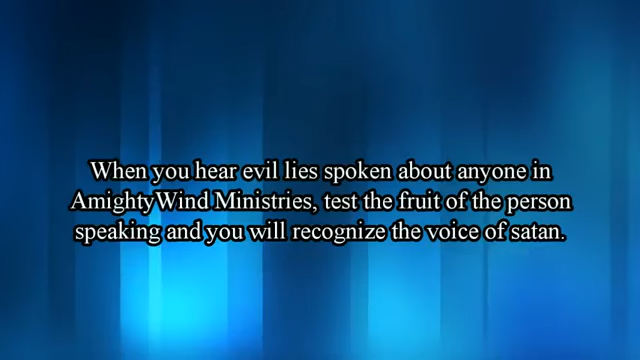 When you hear evil lies spoken about anyone in
AmightyWind Ministries, test the fruit of the person
speaking and you will recognize the voice of satan.